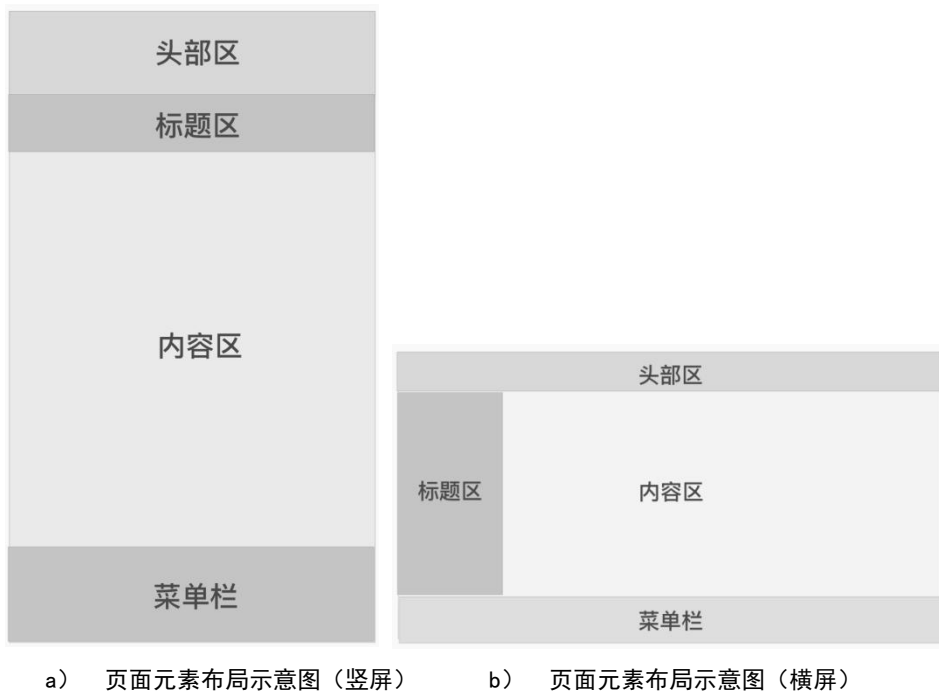 头部区
标题区
内容区
菜单栏
头部区
标题区
内容区
菜单栏
a） 页面元素布局示意图（竖屏）
b） 页面元素布局示意图（横屏）